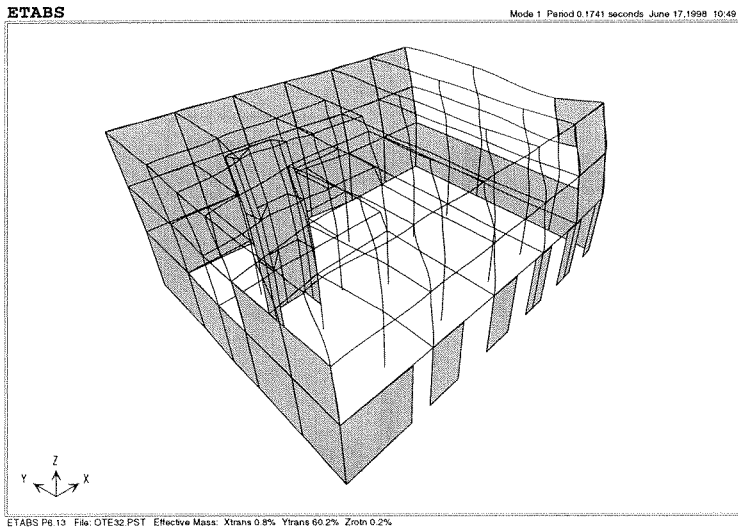 ETABS
Mode 1 Period 0.1741 seconds June 17,1998 10:49
Z
Y
X
ETABS P6.13 File: OTE32.PST Effective Mass: Xtrans 0.8% Ytrans 60.2% Zrotn 0.2%